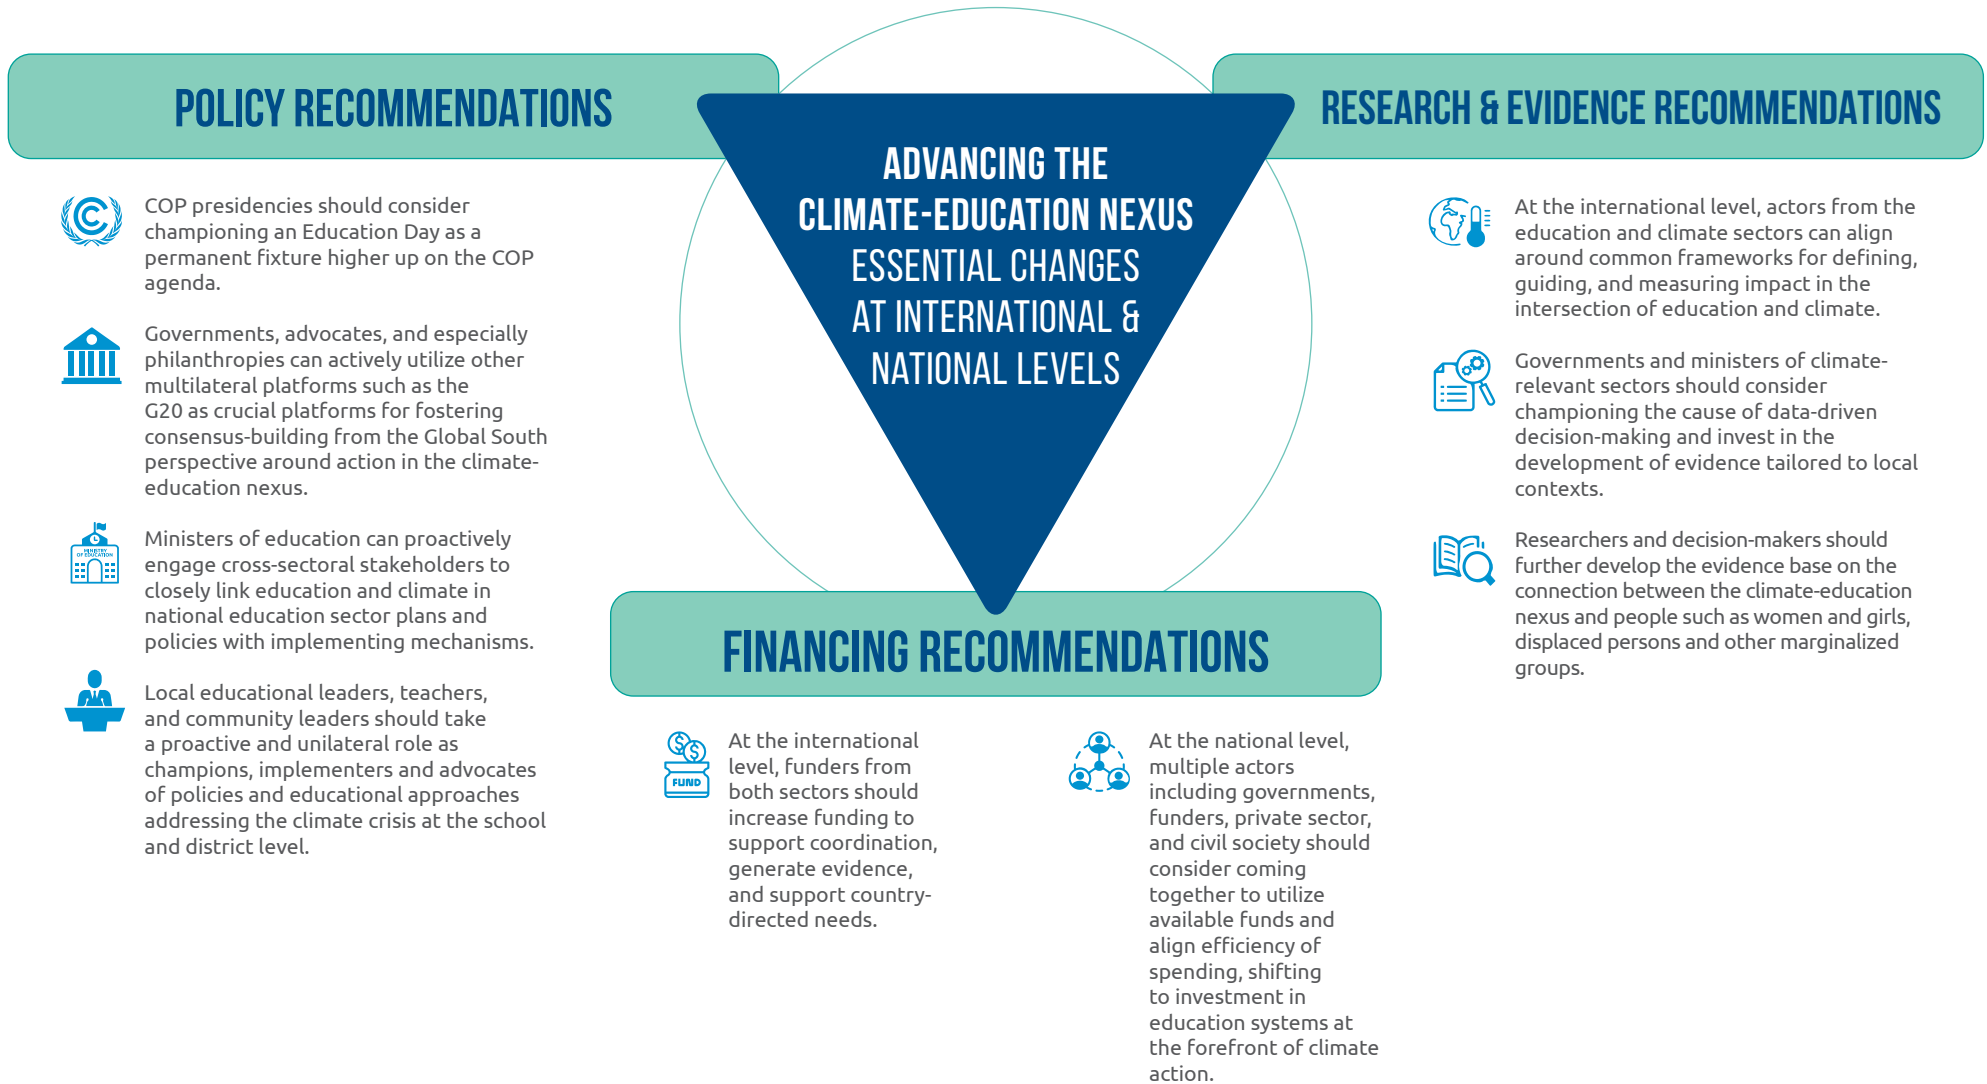 POLICY RECOMMENDATIONS
COP presidencies should consider
championing an Education Day as a
permanent fixture higher up on the COP
agenda.
Governments, advocates, and especially
philanthropies can actively utilize other
multilateral platforms such as the
G20 as crucial platforms for fostering
consensus-building from the Global South
perspective around action in the climate-
education nexus.
MINISTRY
OF EDUCATION
Ministers of education can proactively
engage cross-sectoral stakeholders to
closely link education and climate in
national education sector plans and
policies with implementing mechanisms.
Local educational leaders, teachers,
and community leaders should take
a proactive and unilateral role as
champions, implementers and advocates
of policies and educational approaches
addressing the climate crisis at the school
and district level.
ADVANCING THE
CLIMATE-EDUCATION NEXUS
ESSENTIAL CHANGES
AT INTERNATIONAL &
NATIONAL LEVELS
FINANCING RECOMMENDATIONS
$ $
FUND
At the international
level, funders from
both sectors should
increase funding to
support coordination,
generate evidence,
and support country-
directed needs.
At the national level,
multiple actors
including governments,
funders, private sector,
and civil society should
consider coming
together to utilize
available funds and
align efficiency of
spending, shifting
to investment in
education systems at
the forefront of climate
action.
RESEARCH & EVIDENCE RECOMMENDATIONS
At the international level, actors from the
education and climate sectors can align
around common frameworks for defining,
guiding, and measuring impact in the
intersection of education and climate.
Governments and ministers of climate-
relevant sectors should consider
championing the cause of data-driven
decision-making and invest in the
development of evidence tailored to local
contexts.
Researchers and decision-makers should
further develop the evidence base on the
connection between the climate-education
nexus and people such as women and girls,
displaced persons and other marginalized
groups.